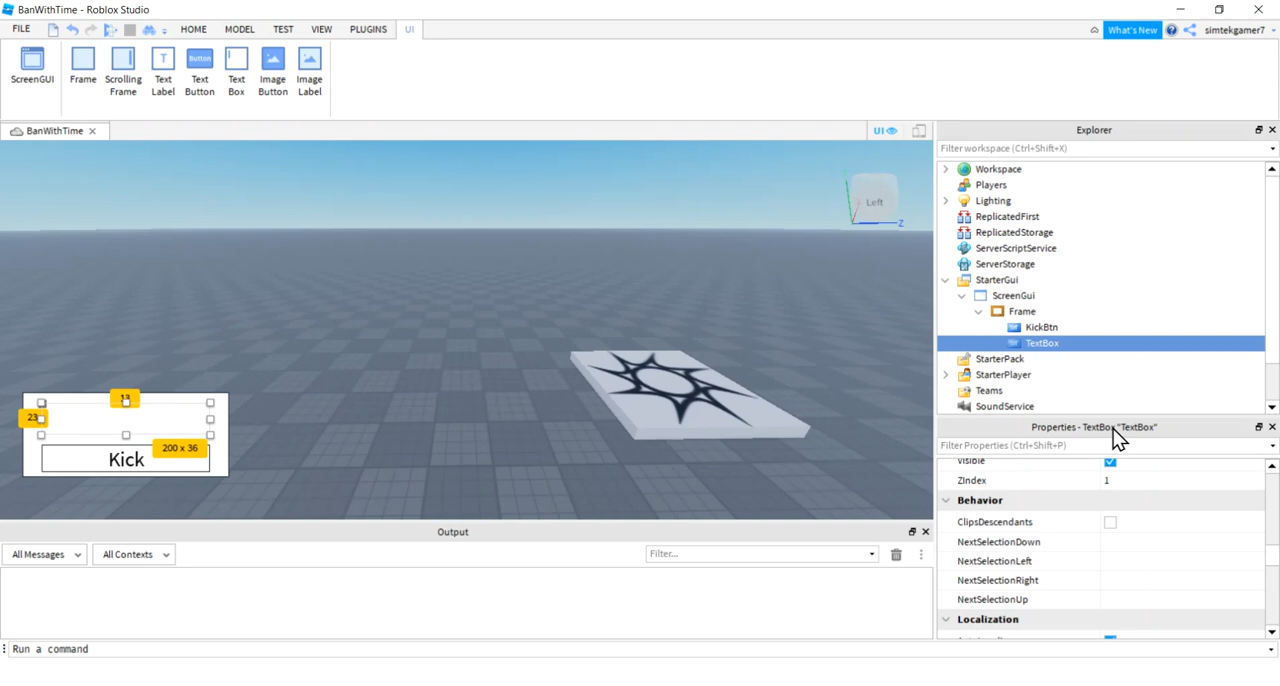 BanWithTime - Roblox Studio
FILE HOME MODEL TEST VIEW PLUGINS UI What's New simtekgamer7
ScreenGUI Frame Scrolling Frame Text Label Text Button Text Box Image Button Image Label
T Button
BanWithTime UI
Left Z
13
23
200 x 36
Kick
Explorer
Filter workspace (Ctrl+Shift+X)
Workspace
Players
Lighting
ReplicatedFirst
ReplicatedStorage
ServerScriptService
ServerStorage
StarterGui
ScreenGui
Frame
KickBtn
TextBox
StarterPack
StarterPlayer
Teams
SoundService
Properties - TextBox "TextBox"
Filter Properties (Ctrl+Shift+P)
Visible
ZIndex 1
Behavior
ClipsDescendants
NextSelectionDown
NextSelectionLeft
NextSelectionRight
NextSelectionUp
Localization
Output
All Messages All Contexts Filter...
Run a command